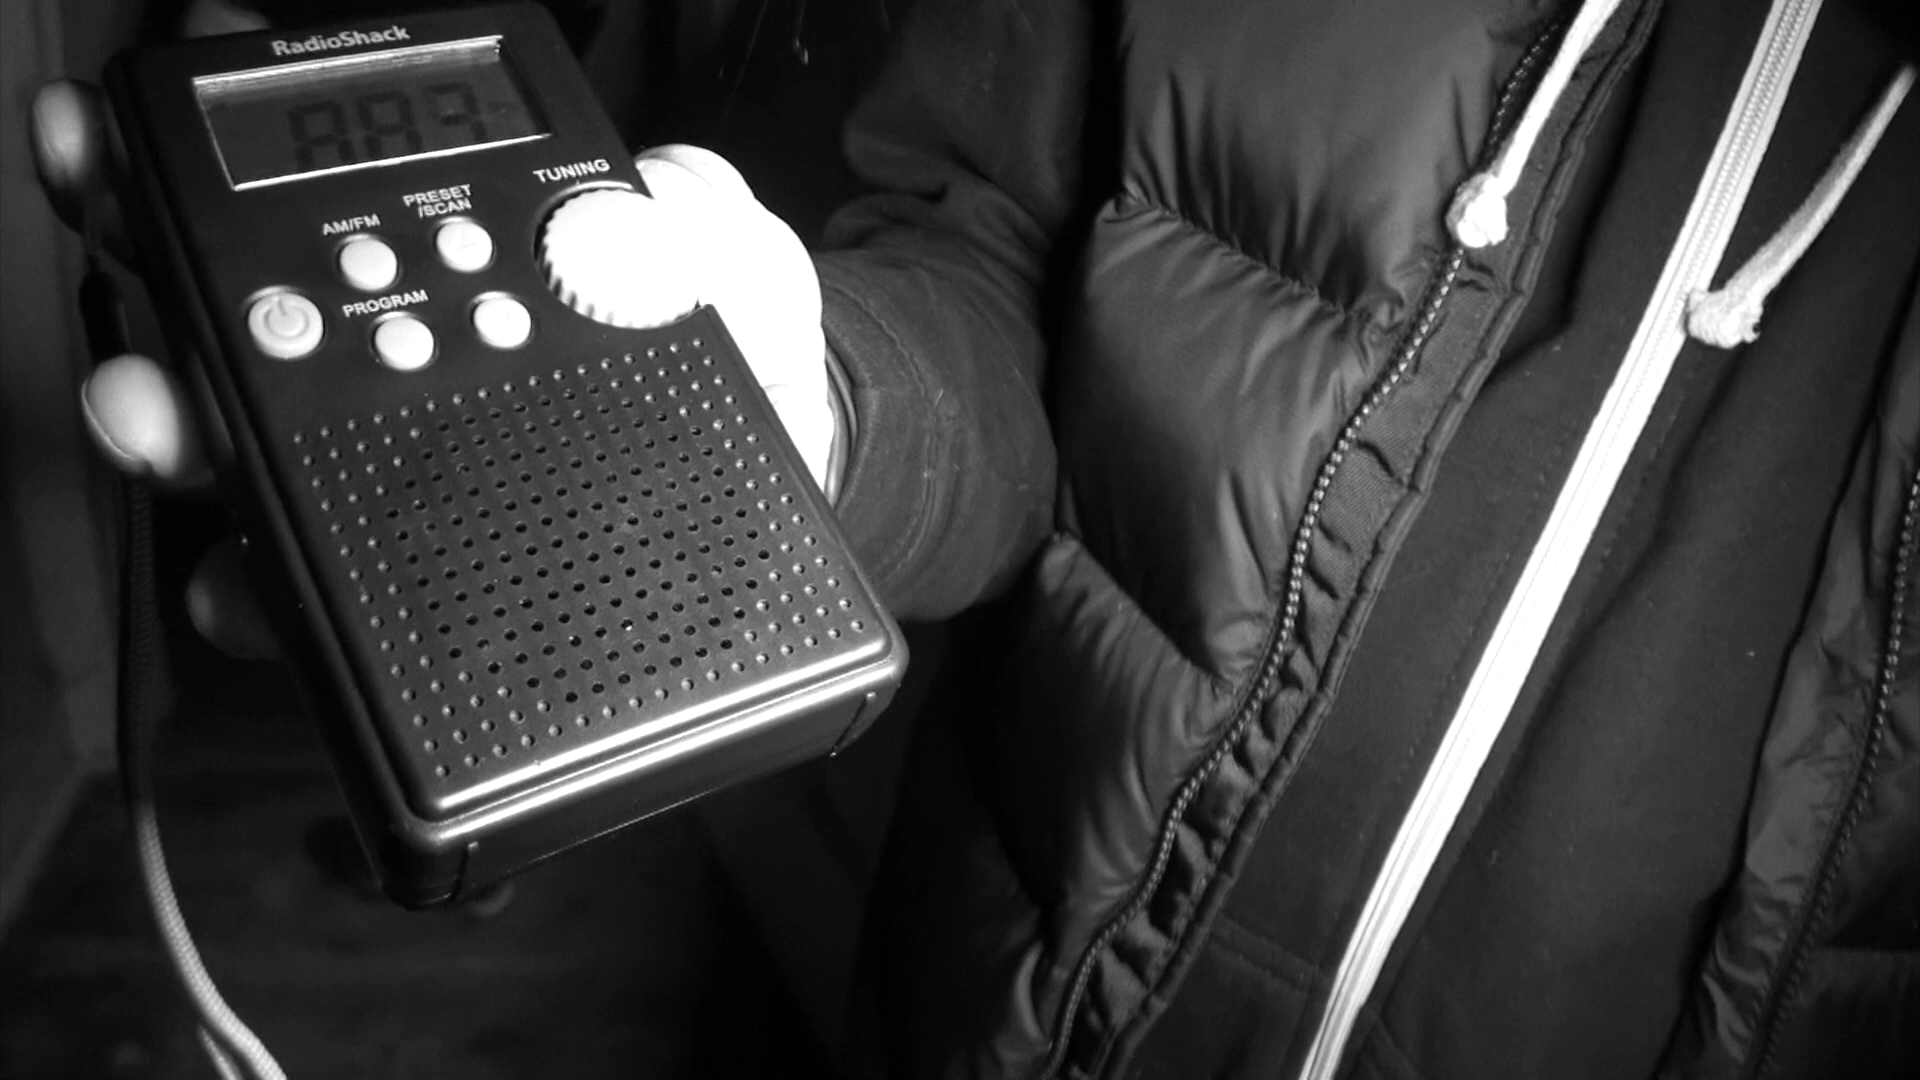 RadioShack
TUNING
PRESET
/SCAN
AM/FM
PROGRAM